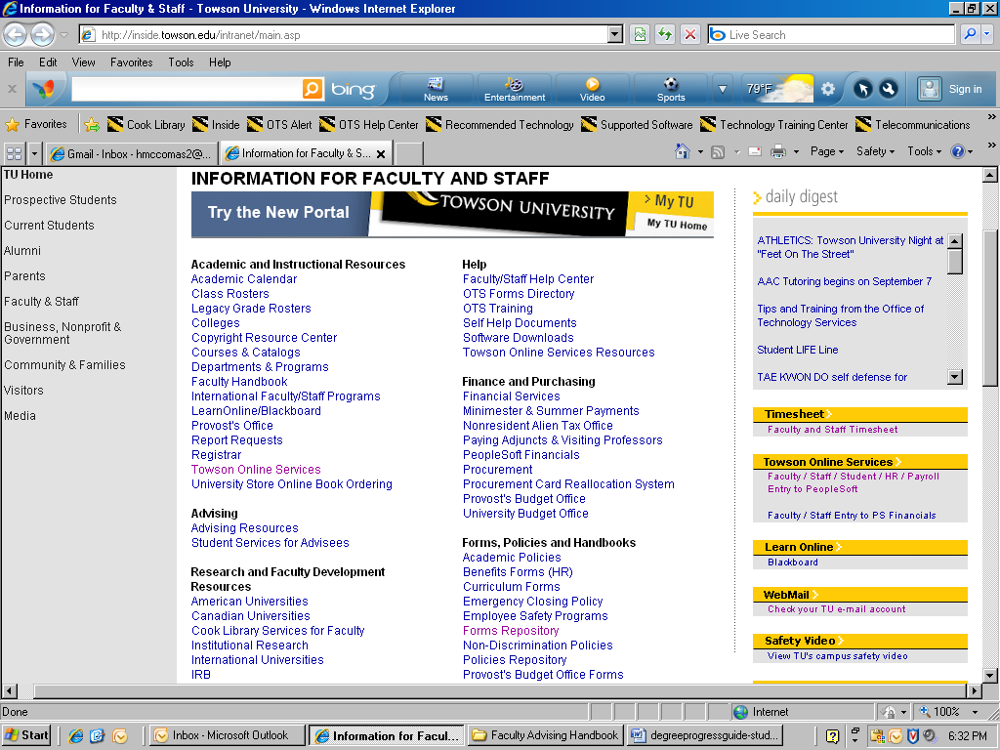 Information for Faculty & Staff - Towson University - Windows Internet Explorer
http://inside.towson.edu/intranet/main.asp
Live Search
File Edit View Favorites Tools Help
bing
News
Entertainment
Video
Sports
79°F
Sign in
Favorites
Cook Library
Inside
OTS Alert
OTS Help Center
Recommended Technology
Supported Software
Technology Training Center
Telecommunications
Gmail - Inbox - hmccomas2@...
Information for Faculty & S...
Page
Safety
Tools
TU Home
Prospective Students
Current Students
Alumni
Parents
Faculty & Staff
Business, Nonprofit &
Government
Community & Families
Visitors
Media
INFORMATION FOR FACULTY AND STAFF
Try the New Portal
TOWSON UNIVERSITY
> My TU
My TU Home
Academic and Instructional Resources
Academic Calendar
Class Rosters
Legacy Grade Rosters
Colleges
Copyright Resource Center
Courses & Catalogs
Departments & Programs
Faculty Handbook
International Faculty/Staff Programs
LearnOnline/Blackboard
Provost's Office
Report Requests
Registrar
Towson Online Services
University Store Online Book Ordering
Advising
Advising Resources
Student Services for Advisees
Research and Faculty Development
Resources
American Universities
Canadian Universities
Cook Library Services for Faculty
Institutional Research
International Universities
IRB
Help
Faculty/Staff Help Center
OTS Forms Directory
OTS Training
Self Help Documents
Software Downloads
Towson Online Services Resources
Finance and Purchasing
Financial Services
Minimester & Summer Payments
Nonresident Alien Tax Office
Paying Adjuncts & Visiting Professors
PeopleSoft Financials
Procurement
Procurement Card Reallocation System
Provost's Budget Office
University Budget Office
Forms, Policies and Handbooks
Academic Policies
Benefits Forms (HR)
Curriculum Forms
Emergency Closing Policy
Employee Safety Programs
Forms Repository
Non-Discrimination Policies
Policies Repository
Provost's Budget Office Forms
daily digest
ATHLETICS: Towson University Night at
"Feet On The Street"
AAC Tutoring begins on September 7
Tips and Training from the Office of
Technology Services
Student LIFE Line
TAE KWON DO self defense for
Timesheet
Faculty and Staff Timesheet
Towson Online Services
Faculty / Staff / Student / HR / Payroll
Entry to PeopleSoft
Faculty / Staff Entry to PS Financials
Learn Online
Blackboard
WebMail
Check your TU e-mail account
Safety Video
View TU's campus safety video
Done
Internet
100%
Start
Inbox - Microsoft Outlook
Information for Facul...
Faculty Advising Handbook
degreeprogressguide-stud...
6:32 PM